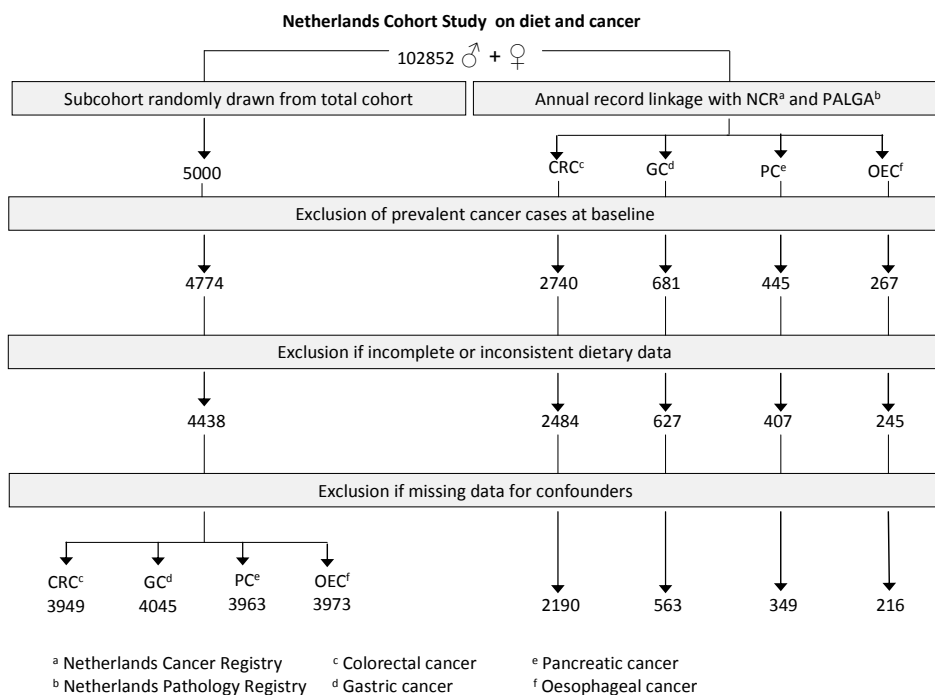 Netherlands Cohort Study on diet and cancer
102852 ♂ + ♀
Subcohort randomly drawn from total cohort
Annual record linkage with NCRᵃ and PALGAᵇ
5000
CRCᶜ GCᵈ PCᵉ OECᶠ
Exclusion of prevalent cancer cases at baseline
4774 2740 681 445 267
Exclusion if incomplete or inconsistent dietary data
4438 2484 627 407 245
Exclusion if missing data for confounders
CRCᶜ GCᵈ PCᵉ OECᶠ
3949 4045 3963 3973 2190 563 349 216
ᵃ Netherlands Cancer Registry ᶜ Colorectal cancer ᵉ Pancreatic cancer
ᵇ Netherlands Pathology Registry ᵈ Gastric cancer ᶠ Oesophageal cancer